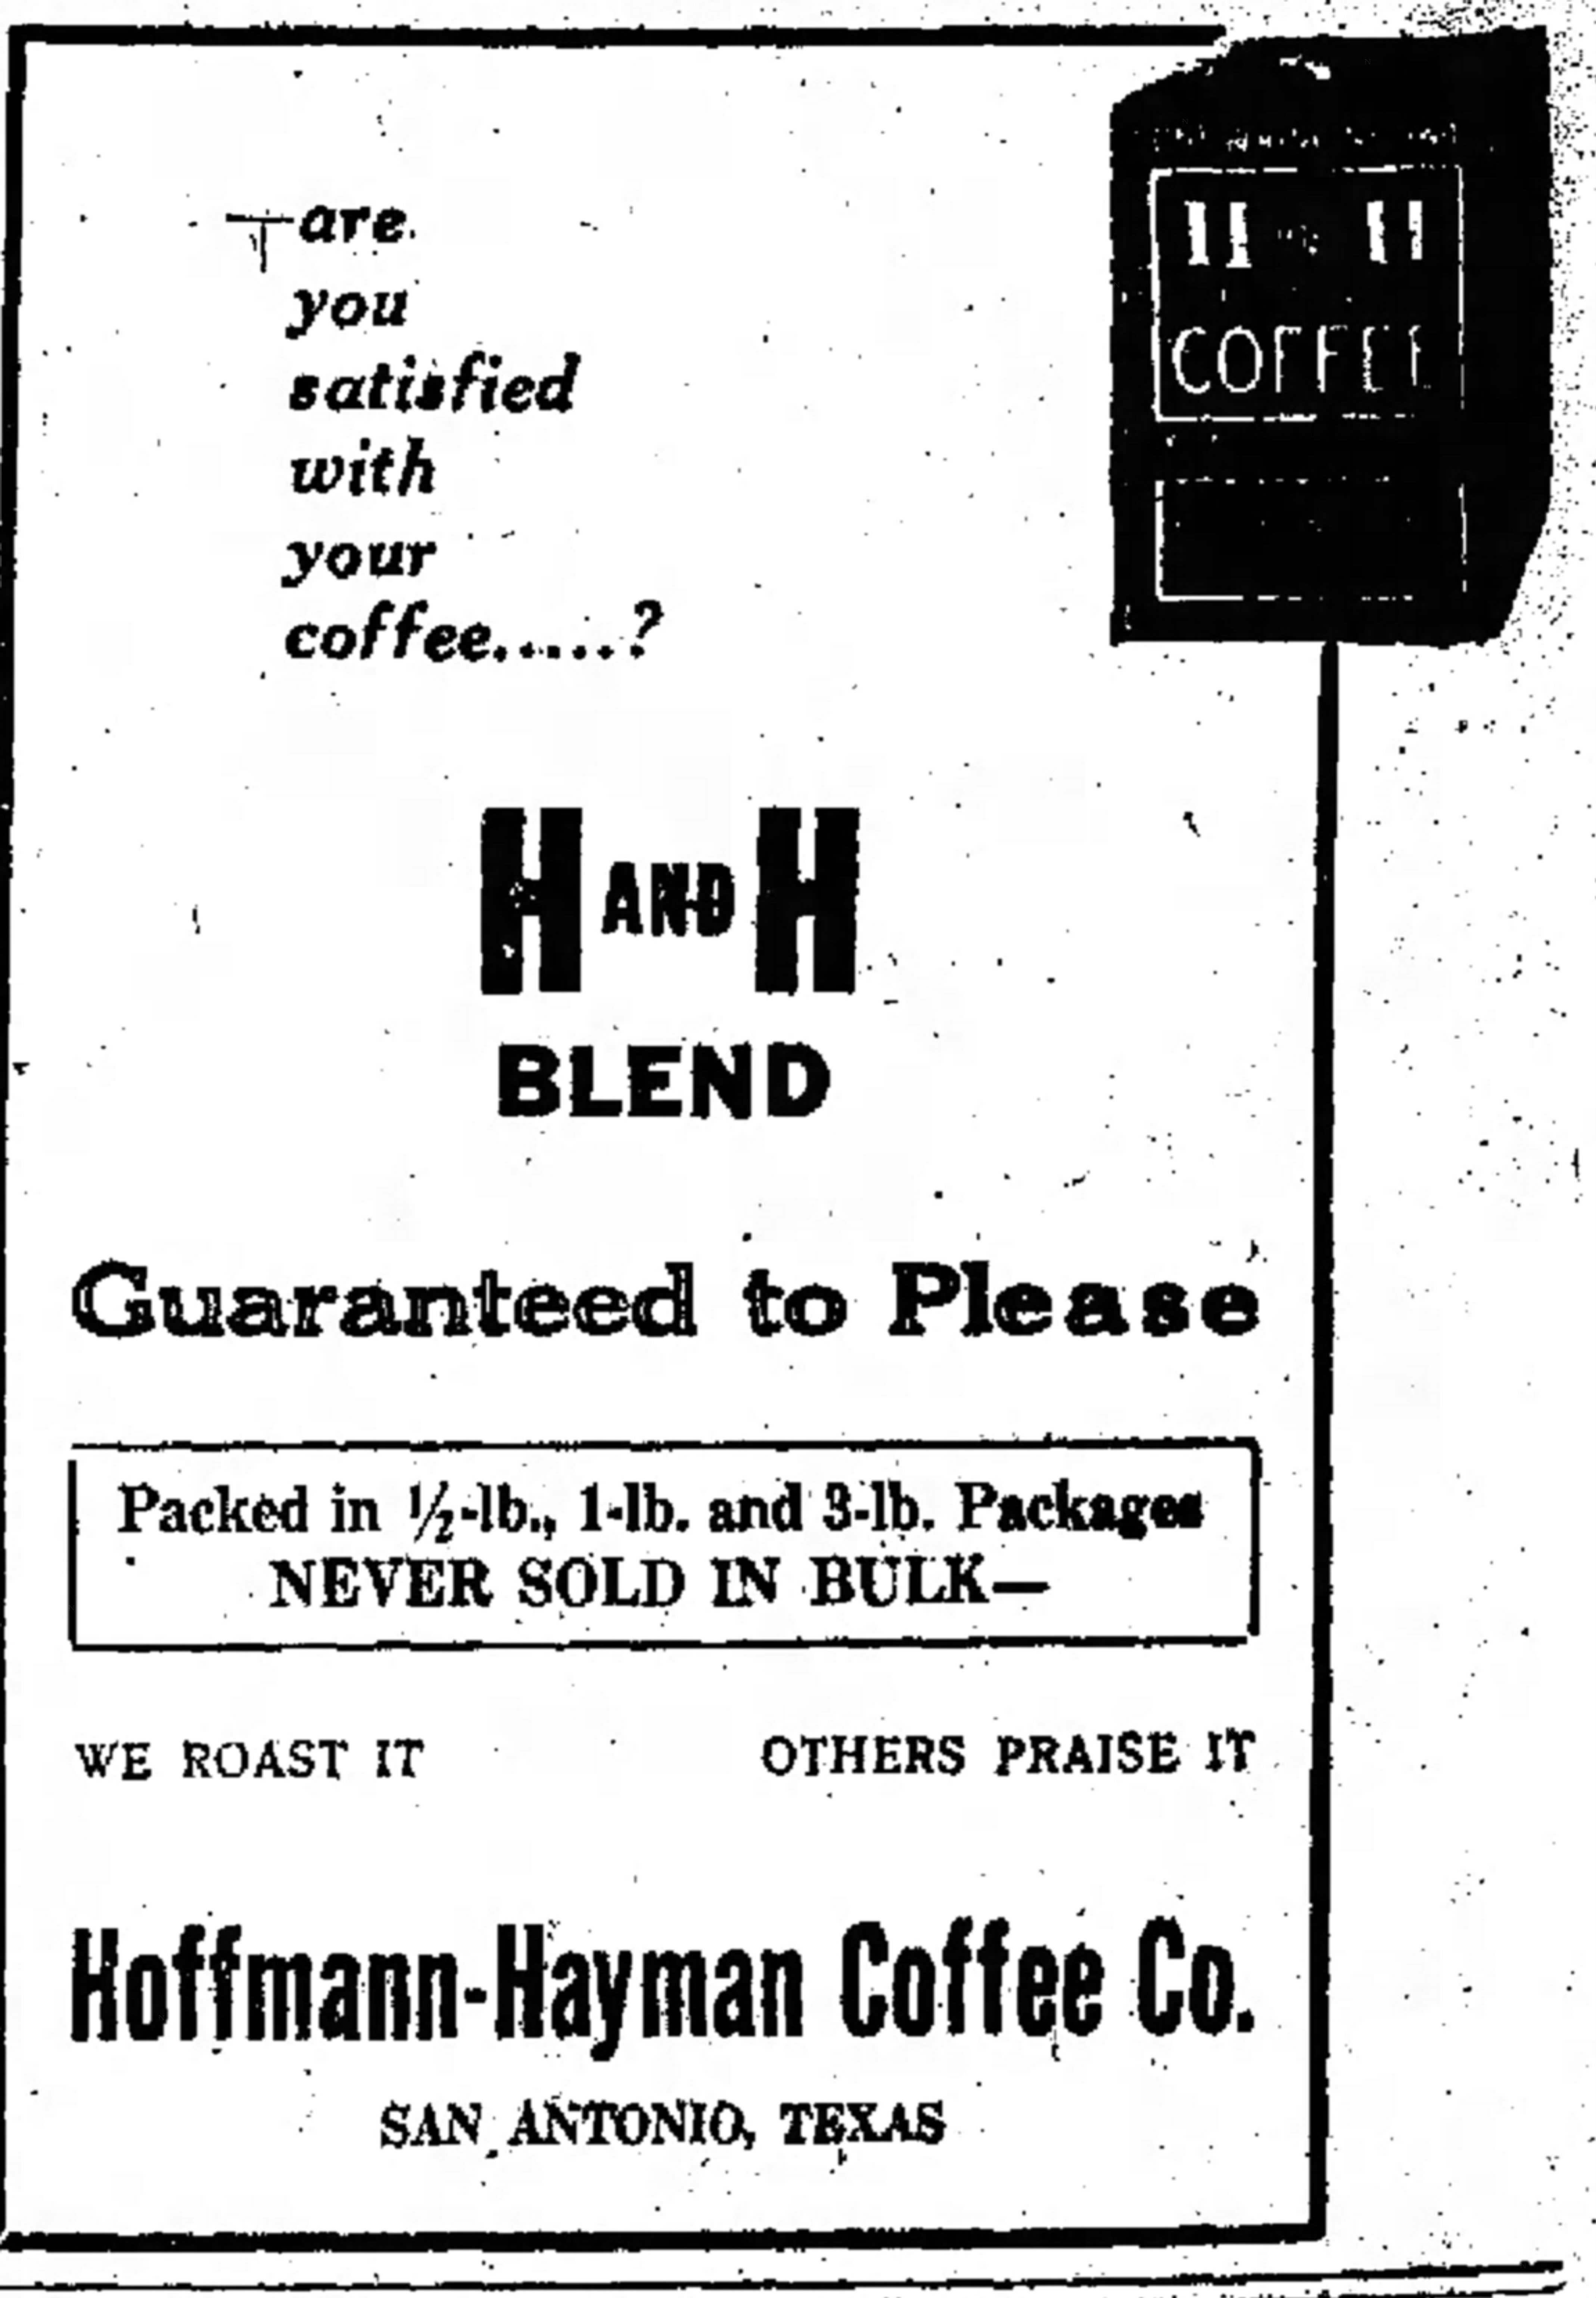 —are
you
satisfied
with
your
coffee......?
H H
COFFEE
H AND H
BLEND
Guaranteed to Please
Packed in ½-lb., 1-lb. and 3-lb. Packages
NEVER SOLD IN BULK—
WE ROAST IT OTHERS PRAISE IT
Hoffmann-Hayman Coffee Co.
SAN ANTONIO, TEXAS